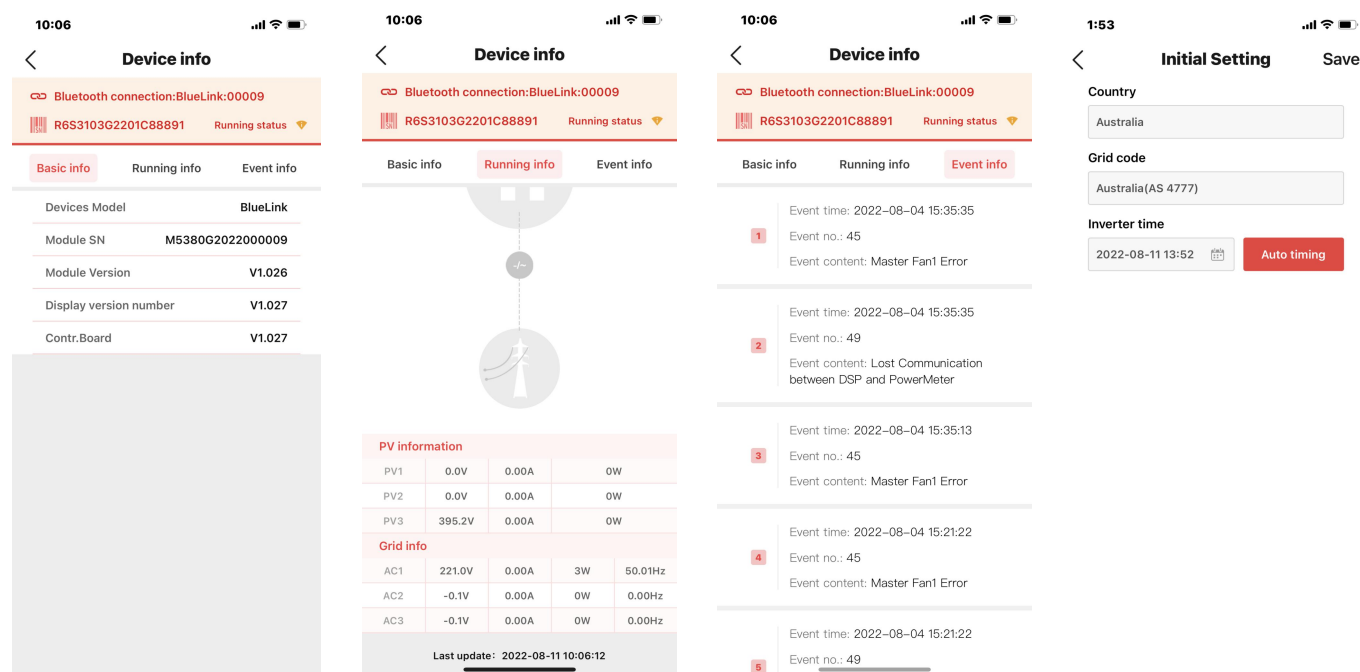 10:06
Device info
Bluetooth connection:BlueLink:00009
R6S3103G2201C88891 Running status
Basic info Running info Event info
Devices Model BlueLink
Module SN M5380G2022000009
Module Version V1.026
Display version number V1.027
Contr.Board V1.027
10:06
Device info
Bluetooth connection:BlueLink:00009
R6S3103G2201C88891 Running status
Basic info Running info Event info
-/~
PV information
PV1 0.0V 0.00A 0W
PV2 0.0V 0.00A 0W
PV3 395.2V 0.00A 0W
Grid info
AC1 221.0V 0.00A 3W 50.01Hz
AC2 -0.1V 0.00A 0W 0.00Hz
AC3 -0.1V 0.00A 0W 0.00Hz
Last update: 2022-08-11 10:06:12
10:06
Device info
Bluetooth connection:BlueLink:00009
R6S3103G2201C88891 Running status
Basic info Running info Event info
Event time: 2022-08-04 15:35:35
1 Event no.: 45
Event content: Master Fan1 Error
Event time: 2022-08-04 15:35:35
2 Event no.: 49
Event content: Lost Communication
between DSP and PowerMeter
Event time: 2022-08-04 15:35:13
3 Event no.: 45
Event content: Master Fan1 Error
Event time: 2022-08-04 15:21:22
4 Event no.: 45
Event content: Master Fan1 Error
Event time: 2022-08-04 15:21:22
5 Event no.: 49
1:53
Initial Setting Save
Country
Australia
Grid code
Australia(AS 4777)
Inverter time
2022-08-11 13:52 Auto timing